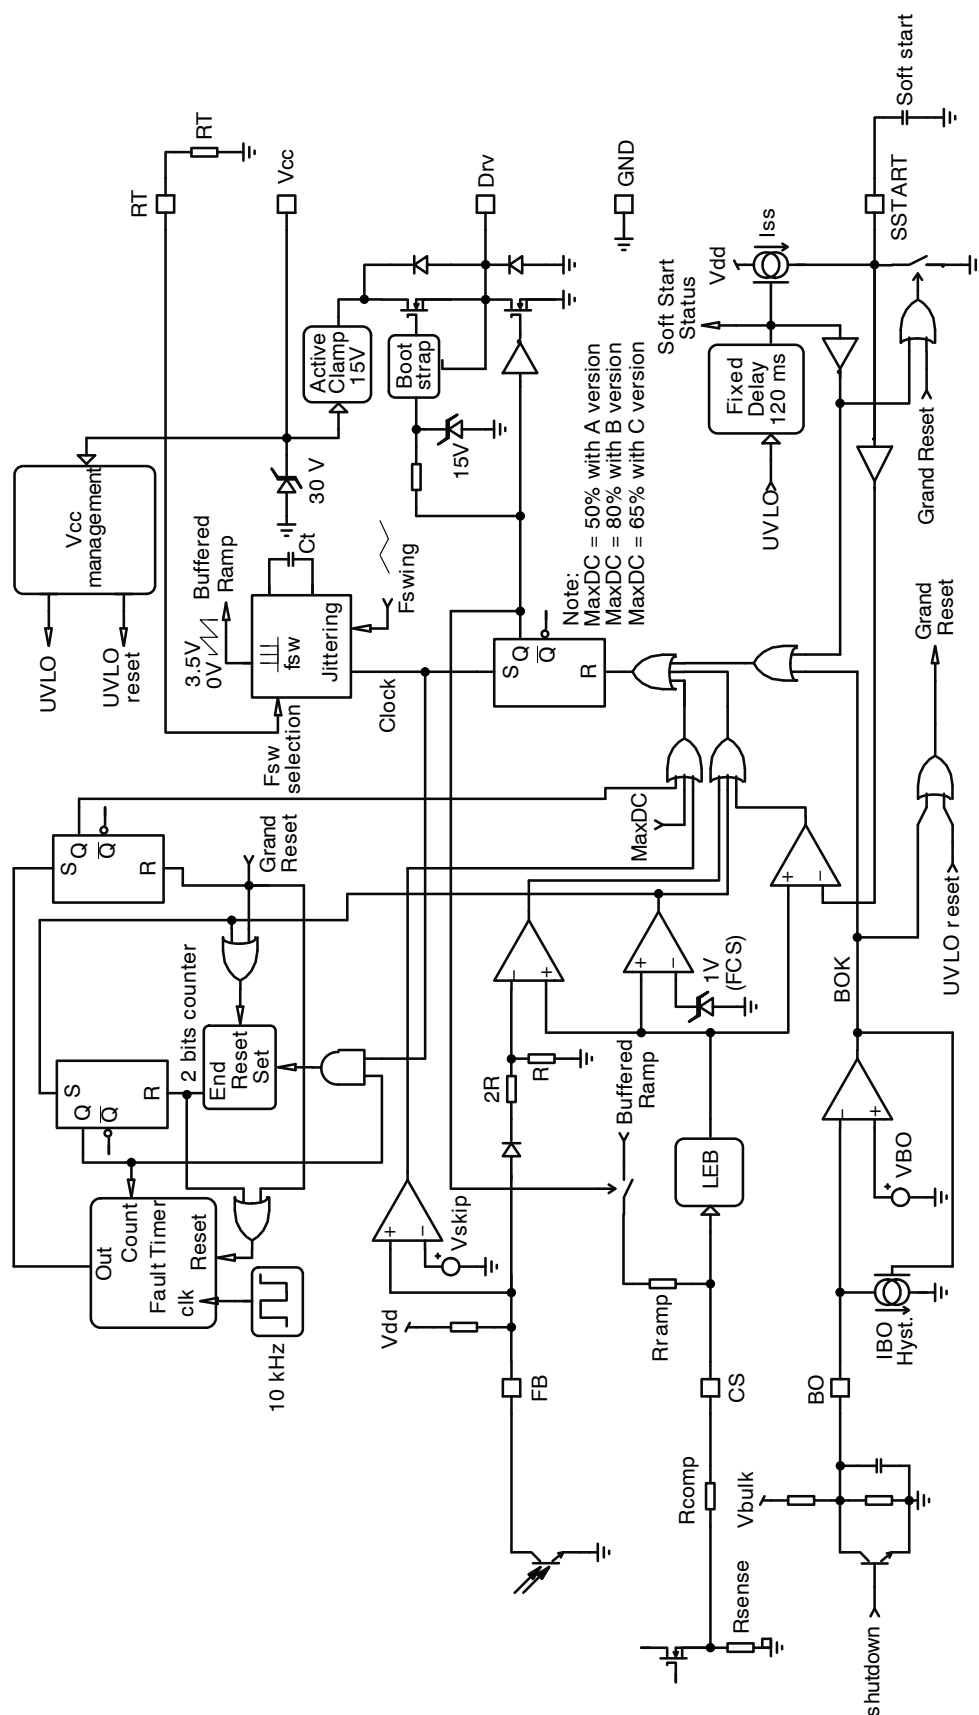 UVLO
UVLO
reset
Vcc
management
RT
RT
Vcc
Drv
GND
Soft start
SSTART
3.5V
0V
Buffered
Ramp
30 V
Active
Clamp
15V
Boot
strap
15V
Ct
fsw
Jittering
Fswing
Fsw
selection
Clock
S
Q
Q
R
Note:
MaxDC = 50% with A version
MaxDC = 80% with B version
MaxDC = 65% with C version
Soft Start
Status
Vdd
Iss
Fixed
Delay
120 ms
UVLO
Grand Reset
Grand
Reset
UVLO reset
S
Q
Q
R
Grand
Reset
MaxDC
2 bits counter
S
Q
Q
R
End
Reset
Set
Out
Count
Fault Timer
clk
Reset
10 kHz
+
−
+
Vskip
Vdd
FB
2R
R
−
+
+
−
1V
(FCS)
+
−
Buffered
Ramp
LEB
Rramp
CS
Rcomp
Rsense
BOK
−
+
+
VBO
IBO
Hyst.
BO
Vbulk
shutdown